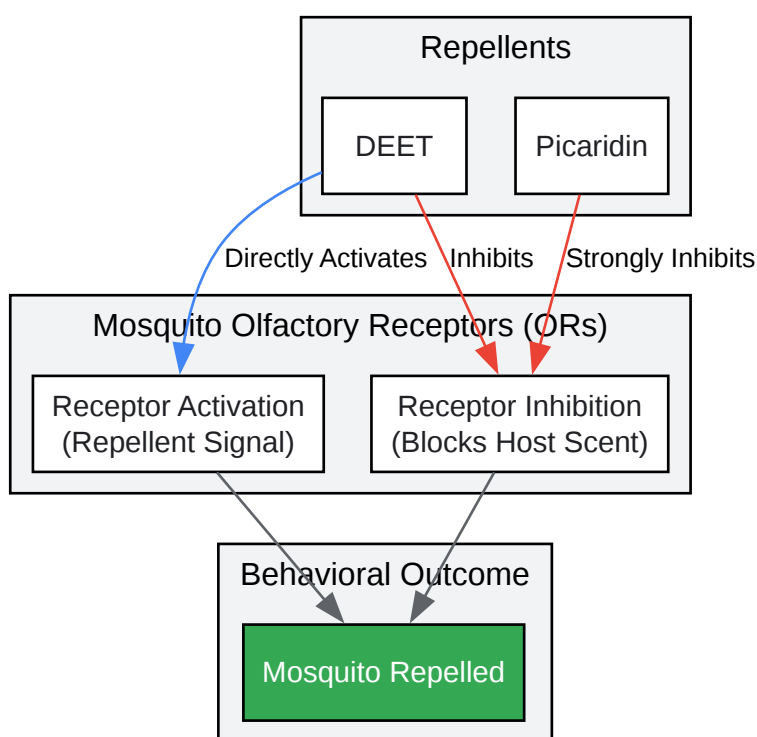 Repellents
DEET
Picaridin
Directly Activates
Inhibits
Strongly Inhibits
Mosquito Olfactory Receptors (ORs)
Receptor Activation
(Repellent Signal)
Receptor Inhibition
(Blocks Host Scent)
Behavioral Outcome
Mosquito Repelled